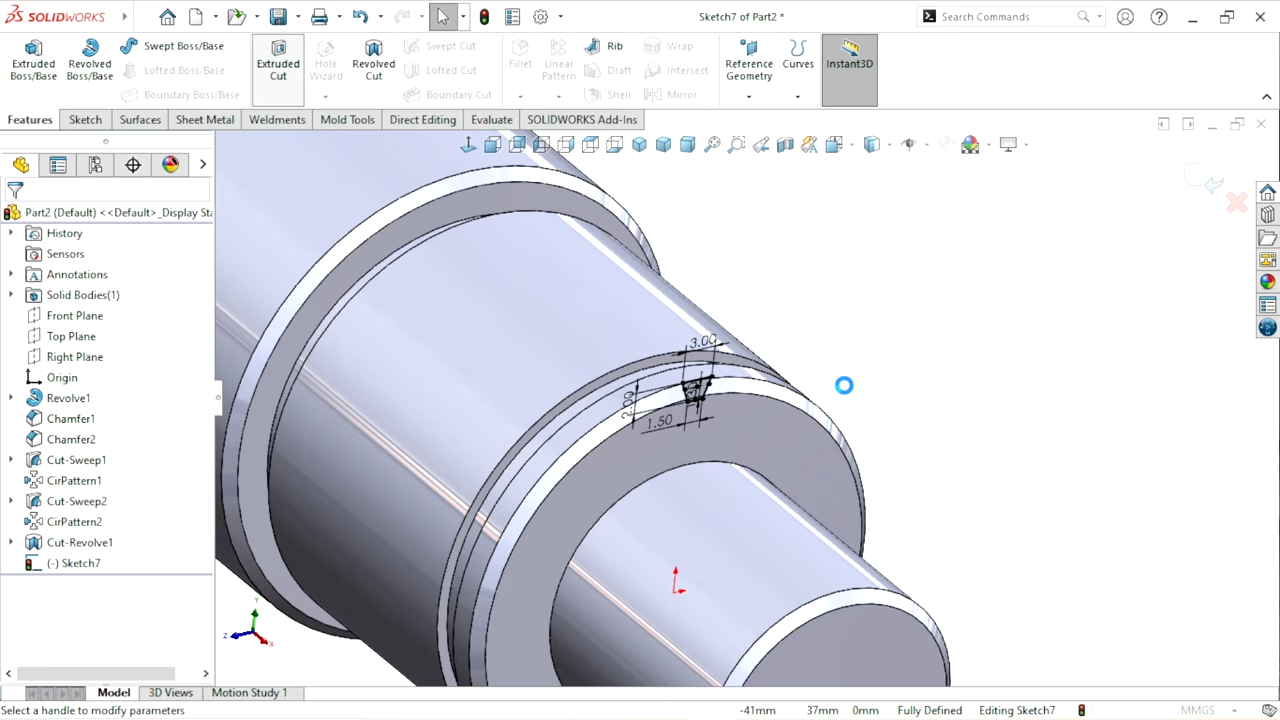 SOLIDWORKS
Sketch7 of Part2 *
Search Commands
Extruded Boss/Base
Revolved Boss/Base
Swept Boss/Base
Lofted Boss/Base
Boundary Boss/Base
Extruded Cut
Hole Wizard
Revolved Cut
Swept Cut
Lofted Cut
Boundary Cut
Fillet
Linear Pattern
Rib
Draft
Shell
Wrap
Intersect
Mirror
Reference Geometry
Curves
Instant3D
Features
Sketch
Surfaces
Sheet Metal
Weldments
Mold Tools
Direct Editing
Evaluate
SOLIDWORKS Add-Ins
Part2 (Default) <<Default>_Display Sta
History
Sensors
Annotations
Solid Bodies(1)
Front Plane
Top Plane
Right Plane
Origin
Revolve1
Chamfer1
Chamfer2
Cut-Sweep1
CirPattern1
Cut-Sweep2
CirPattern2
Cut-Revolve1
(-) Sketch7
3.00
2.00
1.50
Y
Z
X
Model
3D Views
Motion Study 1
Select a handle to modify parameters
-41mm
37mm
0mm
Fully Defined
Editing Sketch7
MMGS